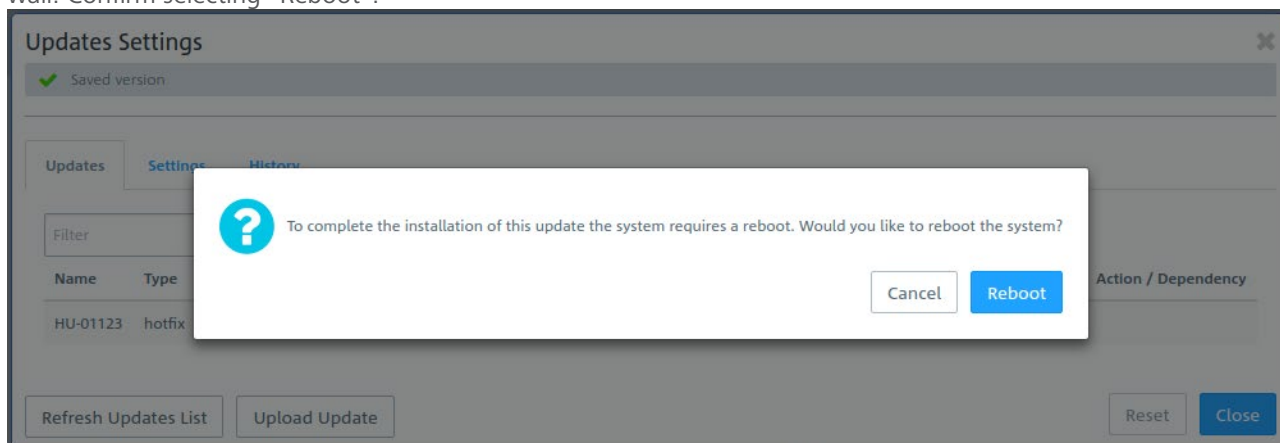 wall. Confirm selecting "Reboot".
Updates Settings
Saved version
Updates Settings History
To complete the installation of this update the system requires a reboot. Would you like to reboot the system?
Filter
Cancel Reboot
Name Type Action / Dependency
HU-01123 hotfix
Refresh Updates List Upload Update Reset Close